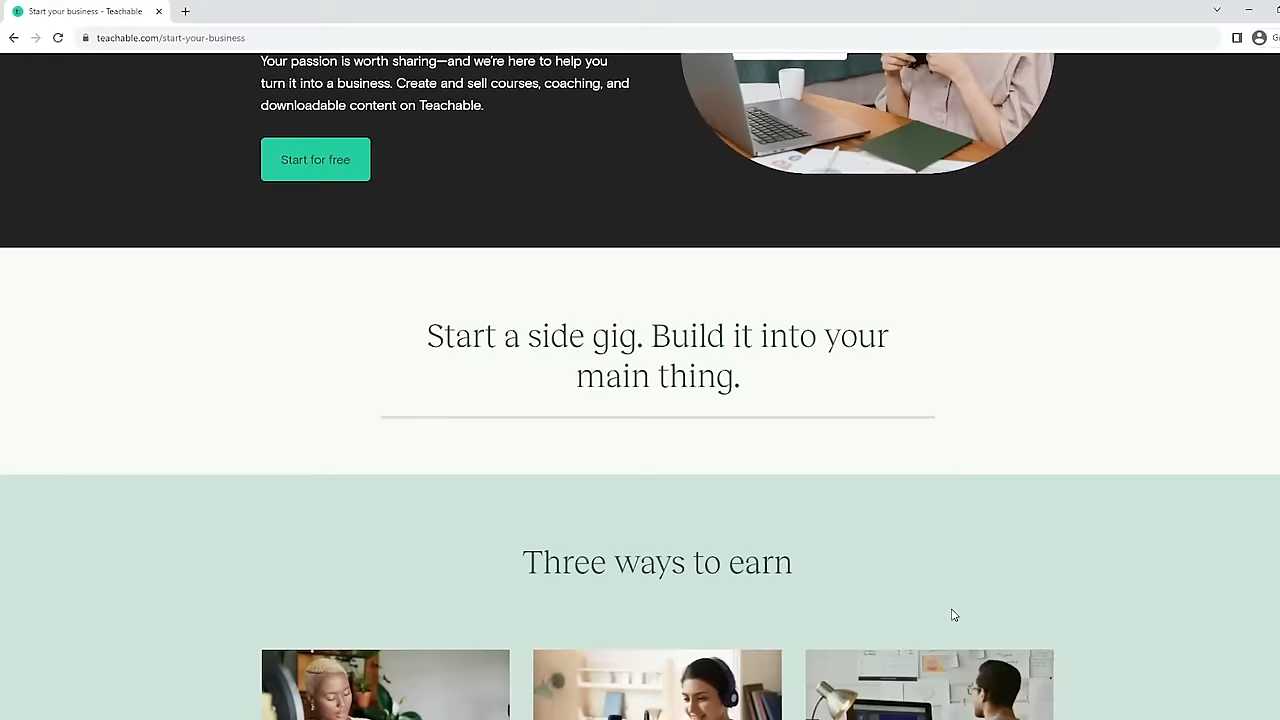 Start your business - Teachable
teachable.com/start-your-business
Your passion is worth sharing—and we're here to help you
turn it into a business. Create and sell courses, coaching, and
downloadable content on Teachable.
Start for free
Start a side gig. Build it into your
main thing.
Three ways to earn